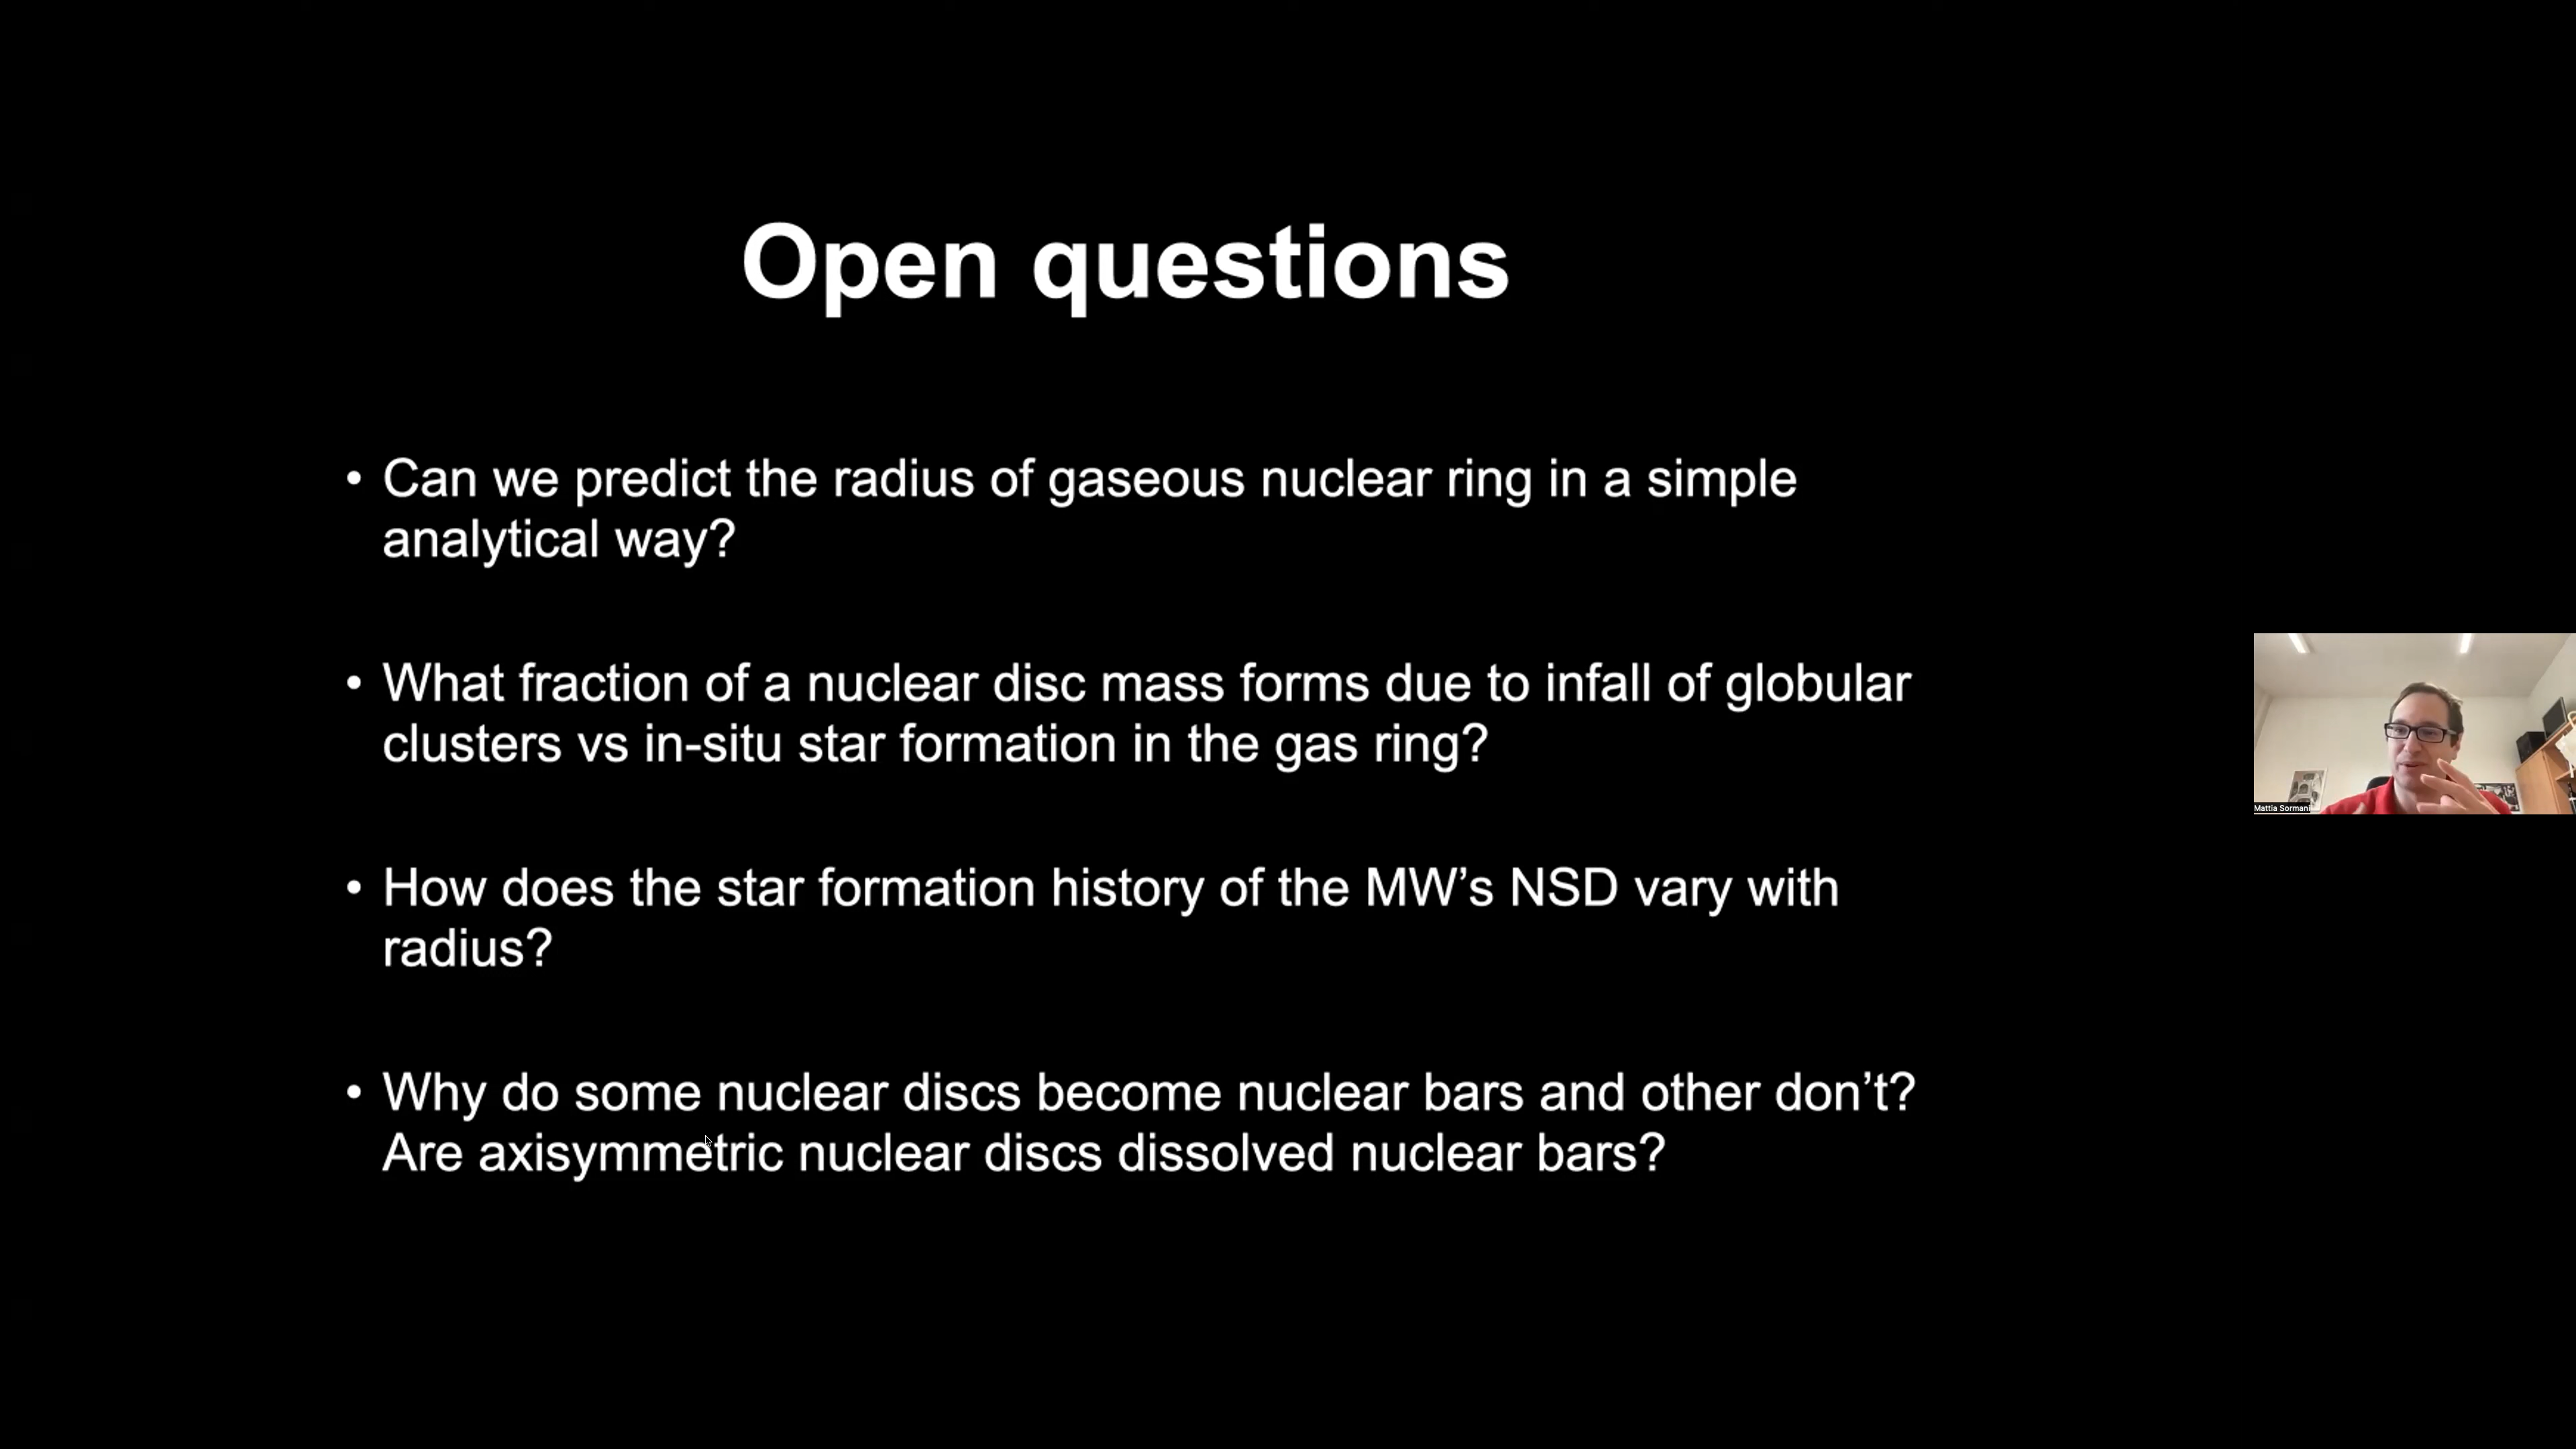 Open questions
• Can we predict the radius of gaseous nuclear ring in a simple
analytical way?
• What fraction of a nuclear disc mass forms due to infall of globular
clusters vs in-situ star formation in the gas ring?
• How does the star formation history of the MW’s NSD vary with
radius?
• Why do some nuclear discs become nuclear bars and other don’t?
Are axisymmetric nuclear discs dissolved nuclear bars?
Mattia Sormani